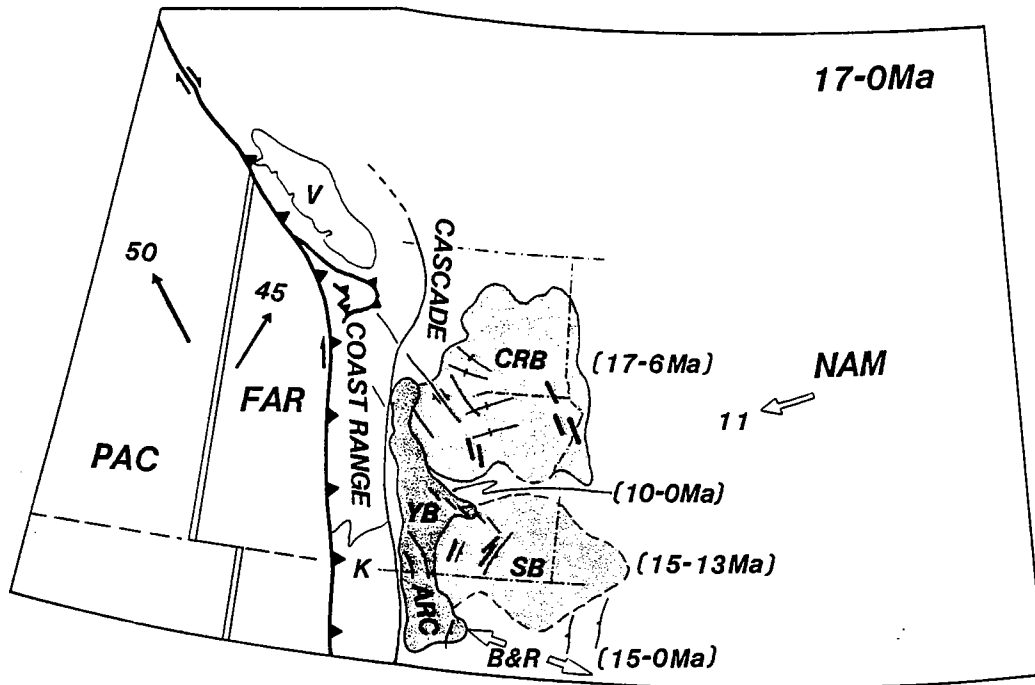 17-0Ma
V
50
45
CASCADE
COAST RANGE
CRB
(17-6Ma)
NAM
11
FAR
PAC
(10-0Ma)
YB
K
SB
(15-13Ma)
ARC
B&R
(15-0Ma)